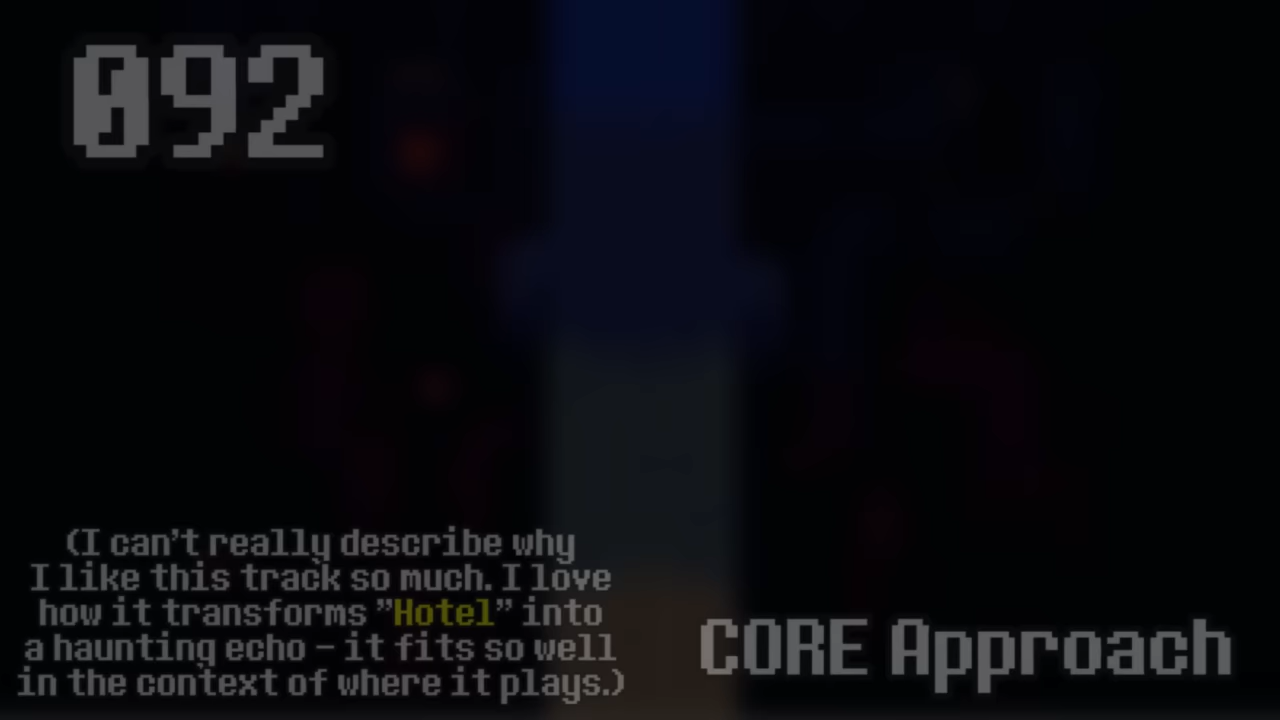 092
(I can't really describe why
I like this track so much. I love
how it transforms "Hotel" into
a haunting echo - it fits so well
in the context of where it plays.)
CORE Approach